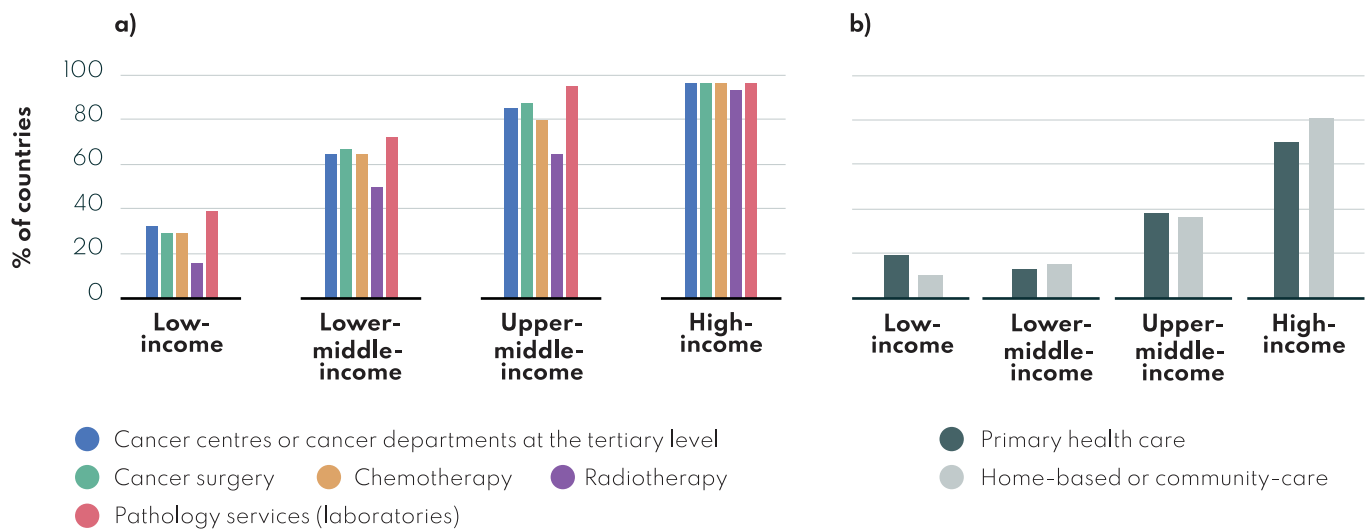 a)
b)
% of countries
100
80
60
40
20
0
Low-
income
Lower-
middle-
income
Upper-
middle-
income
High-
income
Low-
income
Lower-
middle-
income
Upper-
middle-
income
High-
income
Cancer centres or cancer departments at the tertiary level
Cancer surgery
Chemotherapy
Radiotherapy
Pathology services (laboratories)
Primary health care
Home-based or community-care